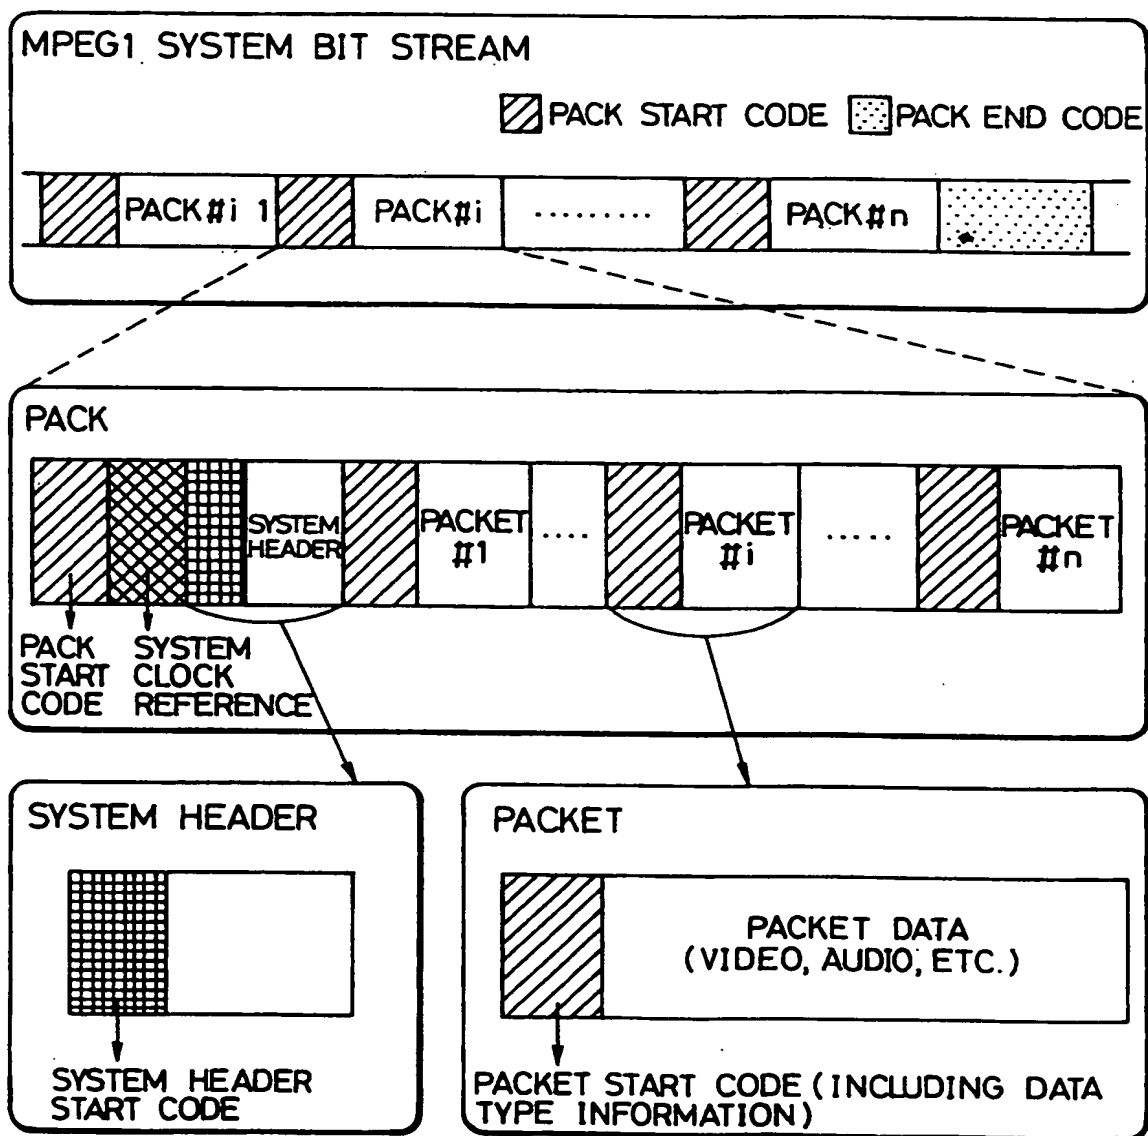 MPEG1 SYSTEM BIT STREAM
PACK START CODE PACK END CODE
PACK#i 1 PACK#i ......... PACK#n
PACK
SYSTEM
HEADER
PACKET
#1
....
PACKET
#i
.....
PACKET
#n
PACK
START
CODE
SYSTEM
CLOCK
REFERENCE
SYSTEM HEADER
SYSTEM HEADER
START CODE
PACKET
PACKET DATA
(VIDEO, AUDIO, ETC.)
PACKET START CODE (INCLUDING DATA
TYPE INFORMATION)